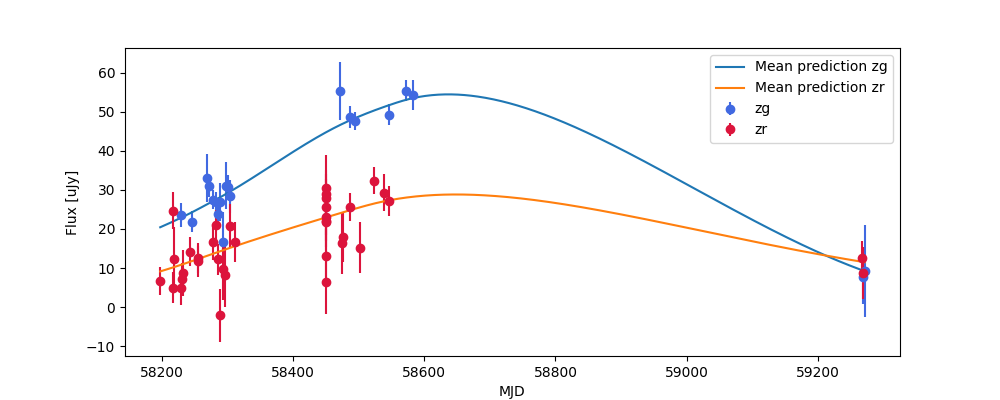 Mean prediction zg
Mean prediction zr
zg
zr
60
50
40
30
20
10
0
−10
Flux [uJy]
58200
58400
58600
58800
59000
59200
MJD